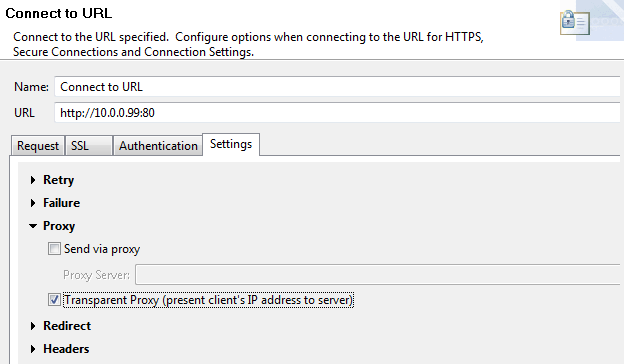 Connect to URL
Connect to the URL specified.  Configure options when connecting to the URL for HTTPS,
Secure Connections and Connection Settings.
Name: Connect to URL
URL http://10.0.0.99:80
Request SSL Authentication Settings
Retry
Failure
Proxy
Send via proxy
Proxy Server:
Transparent Proxy (present client's IP address to server)
Redirect
Headers